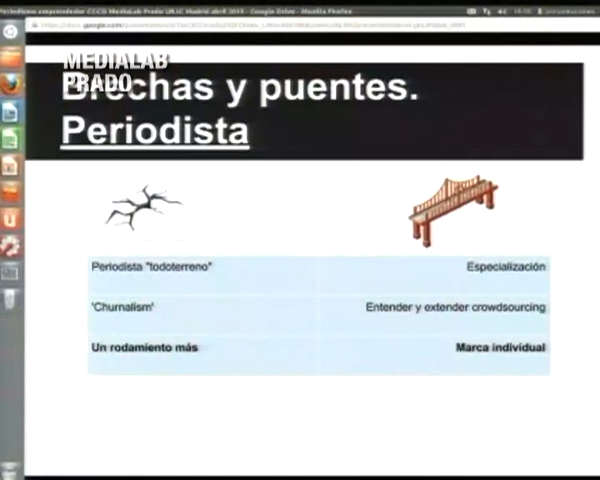 MEDIALAB
PRADO
Brechas y puentes.
Periodista
Periodista "todoterreno"
Especialización
'Churnalism'
Entender y extender crowdsourcing
Un rodamiento más
Marca individual